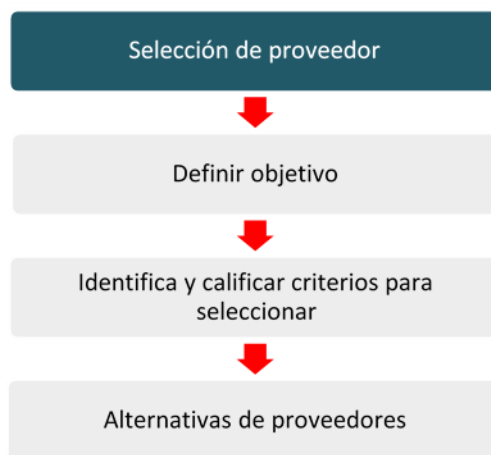 Selección de proveedor
Definir objetivo
Identifica y calificar criterios para
seleccionar
Alternativas de proveedores